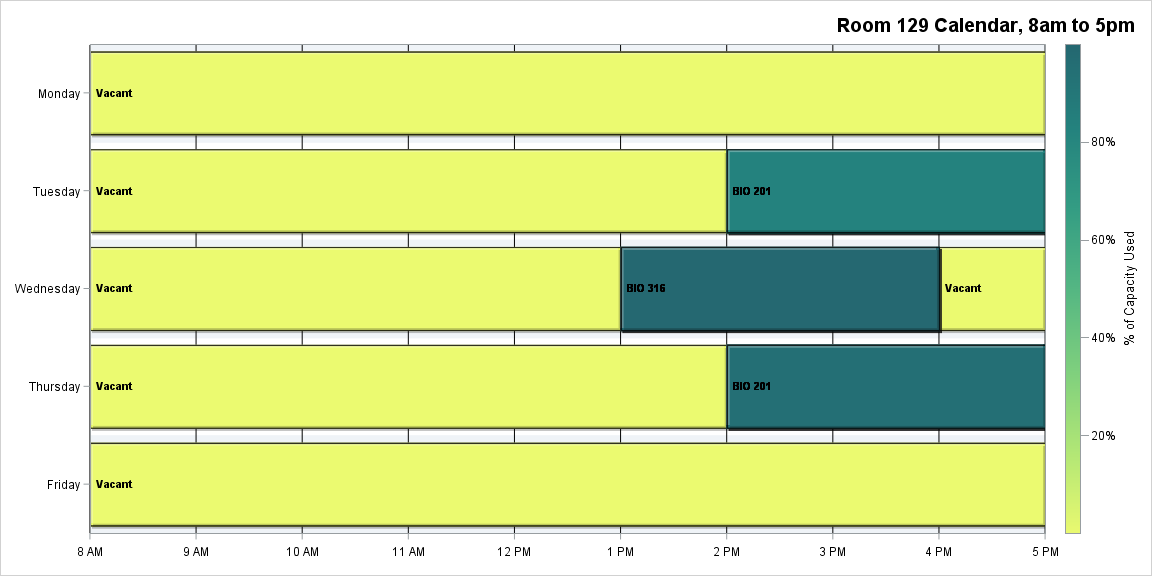 Room 129 Calendar, 8am to 5pm
Monday
Vacant
Tuesday
Vacant
BIO 201
Wednesday
Vacant
BIO 316
Vacant
Thursday
Vacant
BIO 201
Friday
Vacant
8 AM 9 AM 10 AM 11 AM 12 PM 1 PM 2 PM 3 PM 4 PM 5 PM
80%
60%
40%
20%
% of Capacity Used